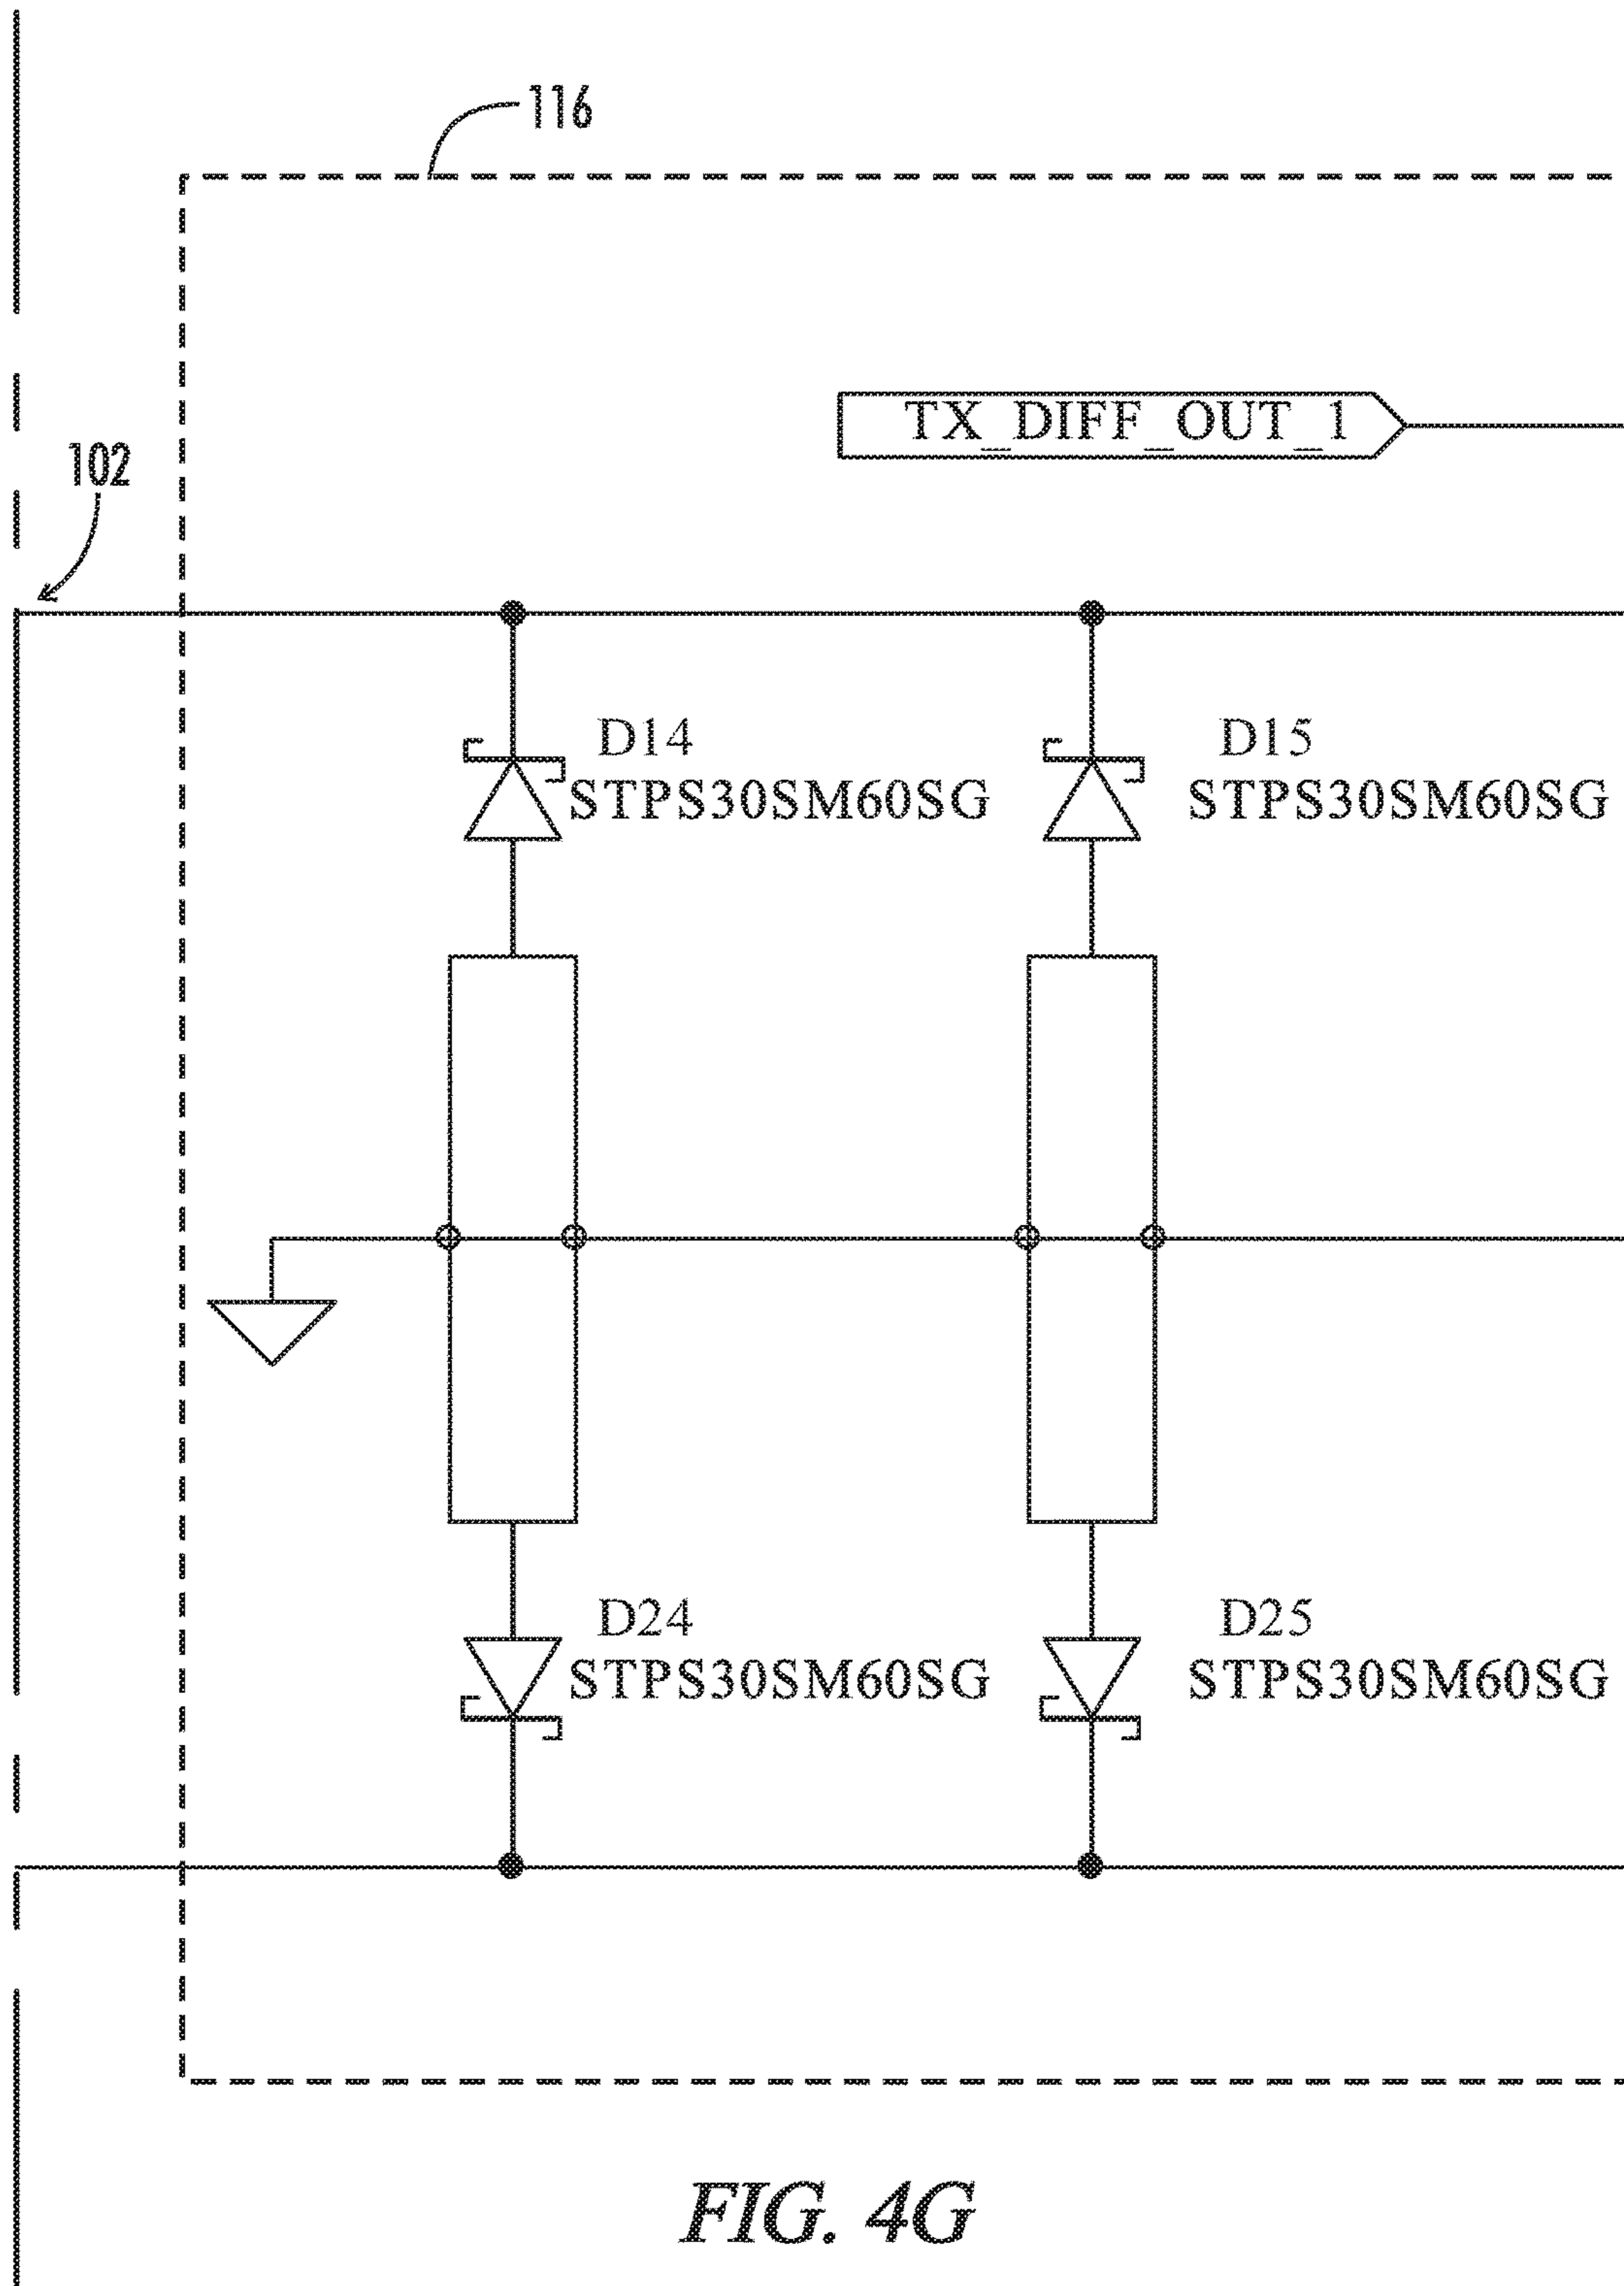 116
TX_DIFF_OUT_1
102
D14
STPS30SM60SG
D15
STPS30SM60SG
D24
STPS30SM60SG
D25
STPS30SM60SG
FIG. 4G